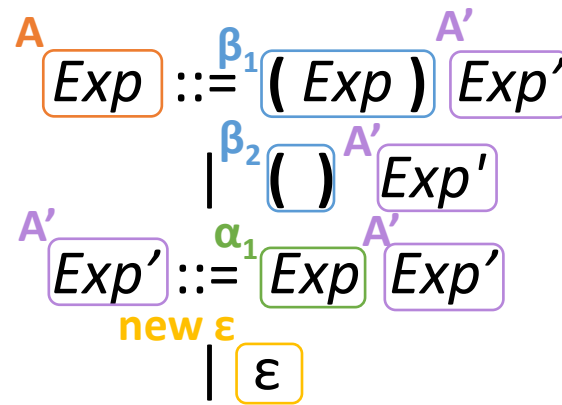 A β₁ A’
Exp ::= ( Exp ) Exp’
β₂ A’
| ( ) Exp'
A’ α₁ A’
Exp’ ::= Exp Exp’
new ε
| ε